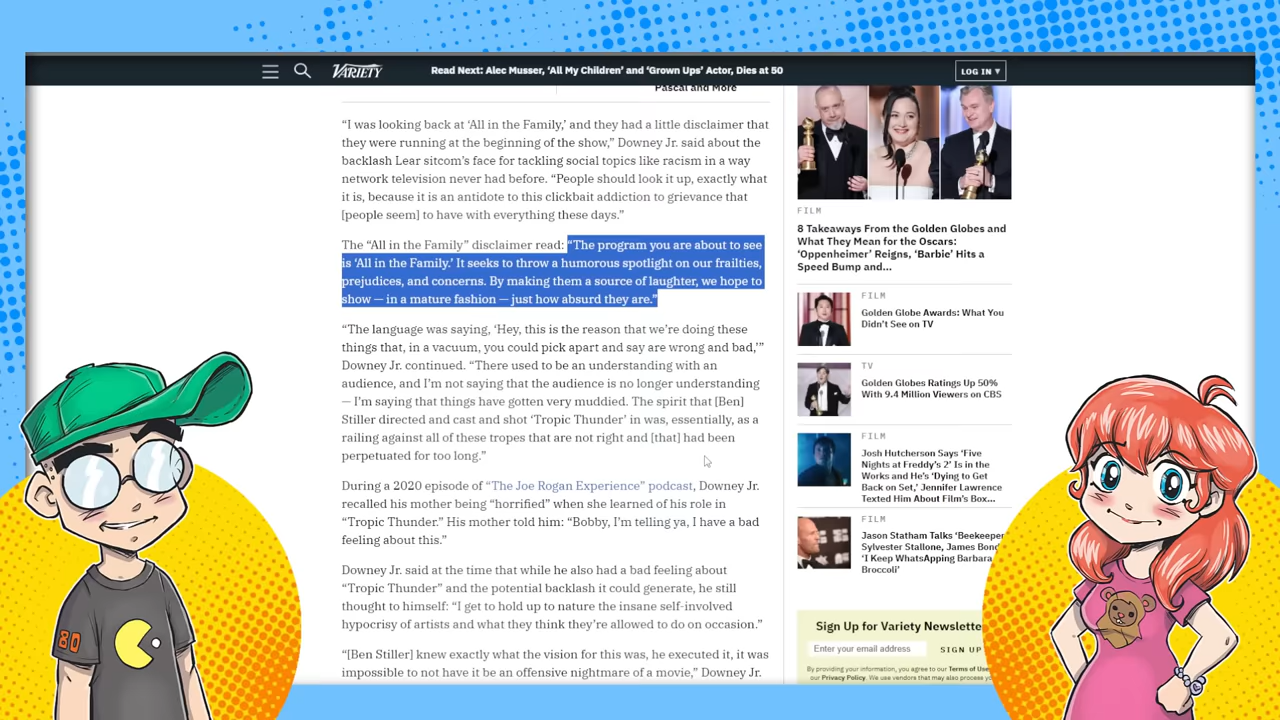 VARIETY
Read Next: Alec Musser, ‘All My Children’ and ‘Grown Ups’ Actor, Dies at 50
LOG IN ▾
Pascal and More
“I was looking back at ‘All in the Family,’ and they had a little disclaimer that
they were running at the beginning of the show,” Downey Jr. said about the
backlash Lear sitcom’s face for tackling social topics like racism in a way
network television never had before. “People should look it up, exactly what
it is, because it is an antidote to this clickbait addiction to grievance that
[people seem] to have with everything these days.”
The “All in the Family” disclaimer read: “The program you are about to see
is ‘All in the Family.’ It seeks to throw a humorous spotlight on our frailties,
prejudices, and concerns. By making them a source of laughter, we hope to
show — in a mature fashion — just how absurd they are.”
“The language was saying, ‘Hey, this is the reason that we’re doing these
things that, in a vacuum, you could pick apart and say are wrong and bad,’”
Downey Jr. continued. “There used to be an understanding with an
audience, and I’m not saying that the audience is no longer understanding
— I’m saying that things have gotten very muddied. The spirit that [Ben]
Stiller directed and cast and shot ‘Tropic Thunder’ in was, essentially, as a
railing against all of these tropes that are not right and [that] had been
perpetuated for too long.”
During a 2020 episode of “The Joe Rogan Experience” podcast, Downey Jr.
recalled his mother being “horrified” when she learned of his role in
“Tropic Thunder.” His mother told him: “Bobby, I’m telling ya, I have a bad
feeling about this.”
Downey Jr. said at the time that while he also had a bad feeling about
“Tropic Thunder” and the potential backlash it could generate, he still
thought to himself: “I get to hold up to nature the insane self-involved
hypocrisy of artists and what they think they’re allowed to do on occasion.”
“[Ben Stiller] knew exactly what the vision for this was, he executed it, it was
impossible to not have it be an offensive nightmare of a movie,” Downey Jr.
FILM
8 Takeaways From the Golden Globes and
What They Mean for the Oscars:
‘Oppenheimer’ Reigns, ‘Barbie’ Hits a
Speed Bump and...
FILM
Golden Globe Awards: What You
Didn’t See on TV
TV
Golden Globes Ratings Up 50%
With 9.4 Million Viewers on CBS
FILM
Josh Hutcherson Says ‘Five
Nights at Freddy’s 2’ Is in the
Works and He’s ‘Dying to Get
Back on Set,’ Jennifer Lawrence
Texted Him About Film’s Box...
FILM
Jason Statham Talks ‘Beekeeper
Sylvester Stallone, James Bond
‘I Keep WhatsApping Barbara
Broccoli’
Sign Up for Variety Newslette
Enter your email address
SIGN UP
By providing your information, you agree to our Terms of Use
our Privacy Policy. We use vendors that may also process yo
80